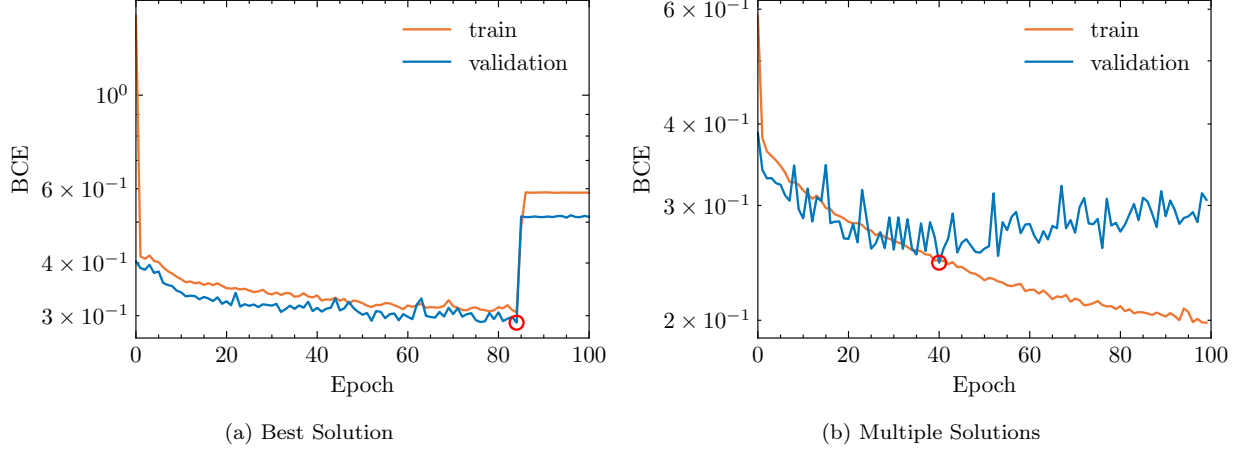 train
validation
10⁰
6 × 10⁻¹
4 × 10⁻¹
3 × 10⁻¹
BCE
0 20 40 60 80 100
Epoch
(a) Best Solution
train
validation
6 × 10⁻¹
4 × 10⁻¹
3 × 10⁻¹
2 × 10⁻¹
BCE
0 20 40 60 80 100
Epoch
(b) Multiple Solutions